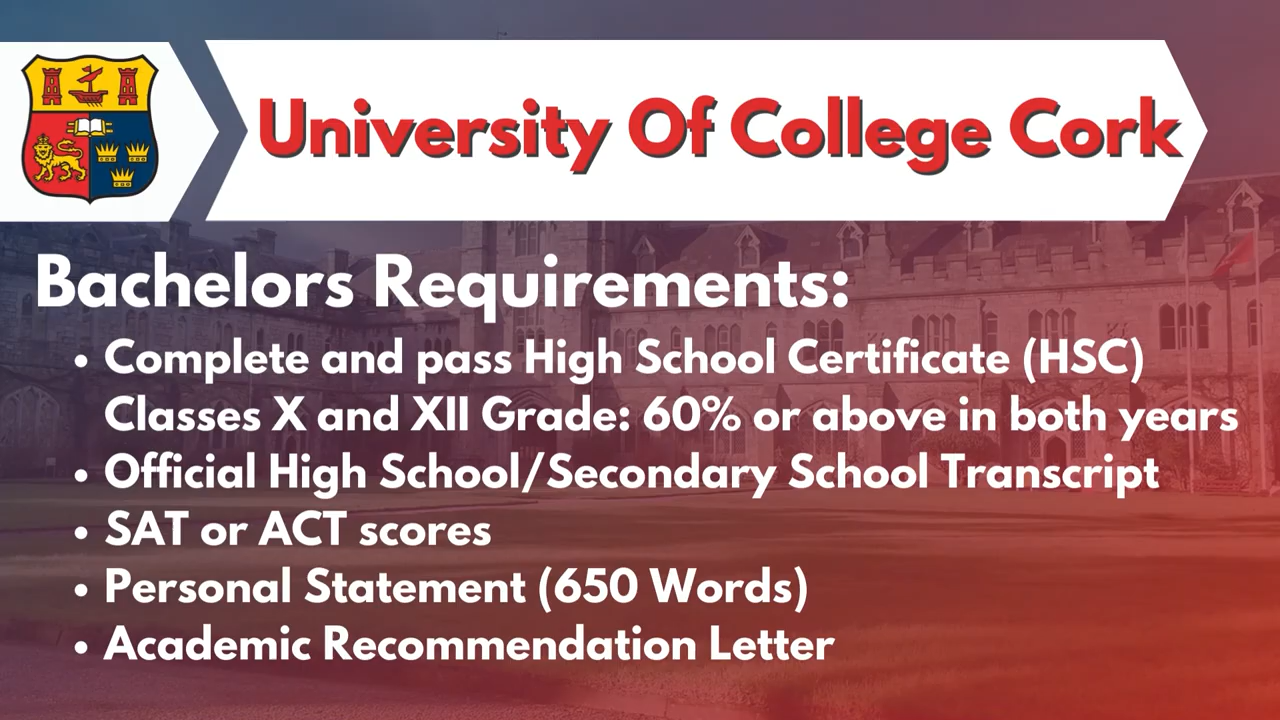 University Of College Cork
Bachelors Requirements:
• Complete and pass High School Certificate (HSC)
Classes X and XII Grade: 60% or above in both years
• Official High School/Secondary School Transcript
• SAT or ACT scores
• Personal Statement (650 Words)
• Academic Recommendation Letter